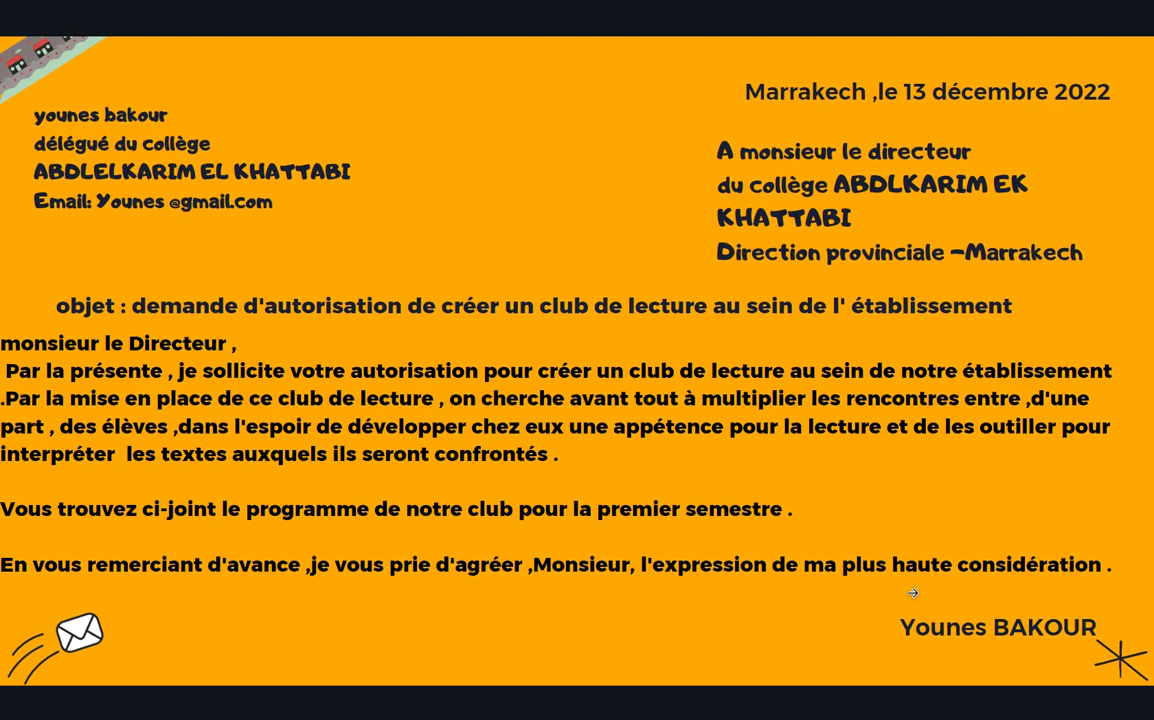 Marrakech ,le 13 décembre 2022
younes bakour
délégué du collège
ABDLELKARIM EL KHATTABI
Email: Younes @gmail.com
A monsieur le directeur
du collège ABDLKARIM EK
KHATTABI
Direction provinciale -Marrakech
objet : demande d'autorisation de créer un club de lecture au sein de l' établissement
monsieur le Directeur ,
Par la présente , je sollicite votre autorisation pour créer un club de lecture au sein de notre établissement
.Par la mise en place de ce club de lecture , on cherche avant tout à multiplier les rencontres entre ,d'une
part , des élèves ,dans l'espoir de développer chez eux une appétence pour la lecture et de les outiller pour
interpréter les textes auxquels ils seront confrontés .
Vous trouvez ci-joint le programme de notre club pour la premier semestre .
En vous remerciant d'avance ,je vous prie d'agréer ,Monsieur, l'expression de ma plus haute considération .
Younes BAKOUR